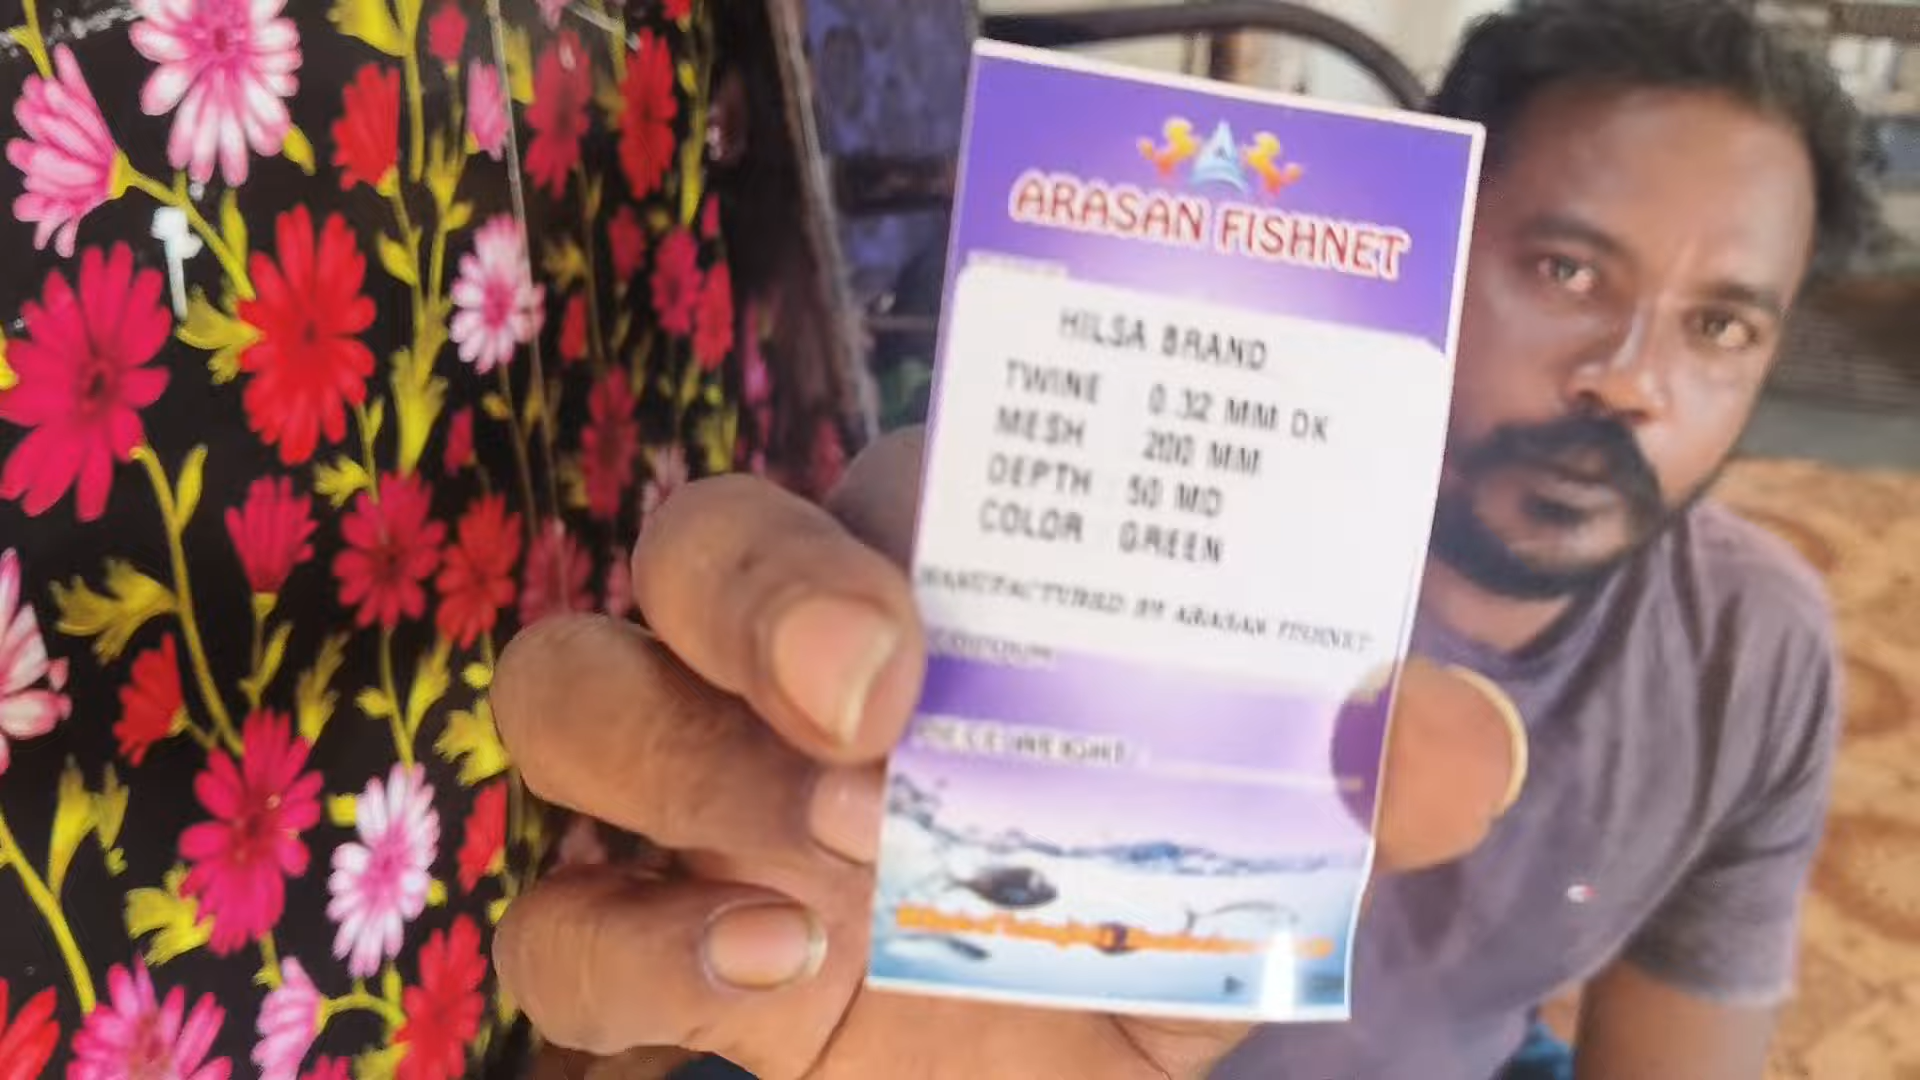 ARASAN FISHNET
HILSA BRAND
TWINE : 0.32 MM DK
MESH : 200 MM
DEPTH : 50 MD
COLOR : GREEN
MANUFACTURED BY ARASAN FISHNET